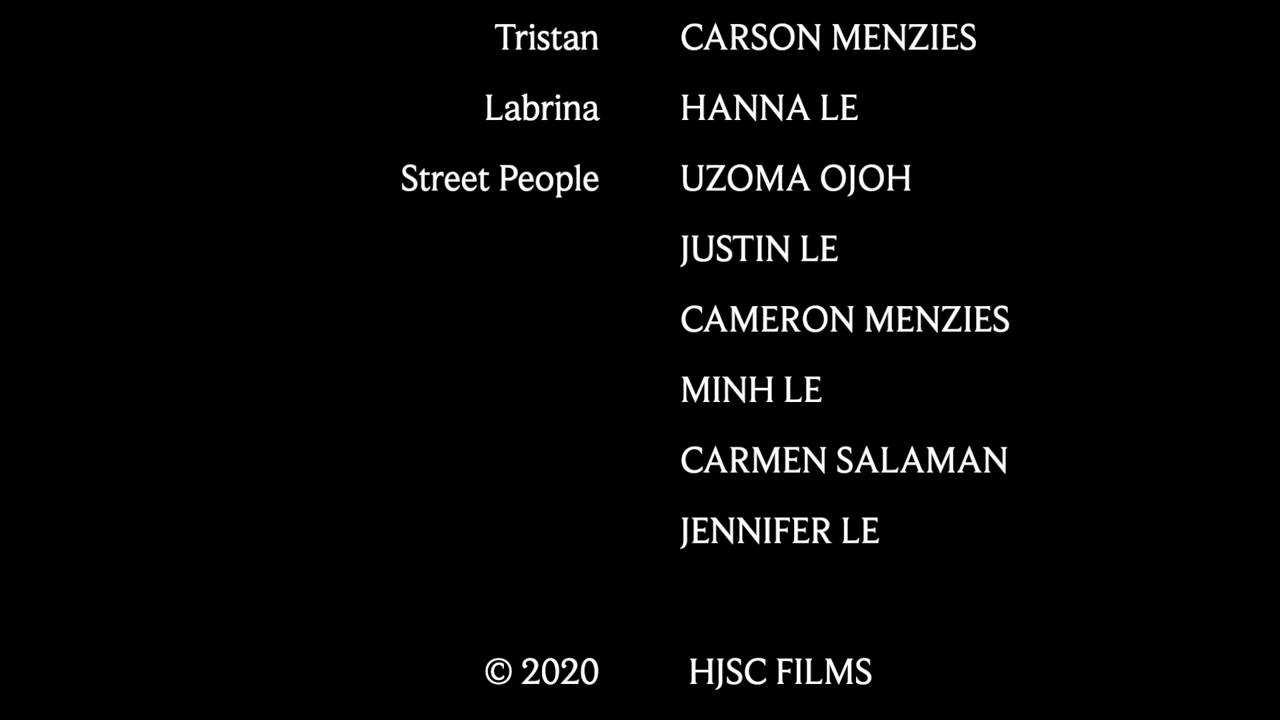 Tristan CARSON MENZIES
Labrina HANNA LE
Street People UZOMA OJOH
JUSTIN LE
CAMERON MENZIES
MINH LE
CARMEN SALAMAN
JENNIFER LE
© 2020 HJSC FILMS